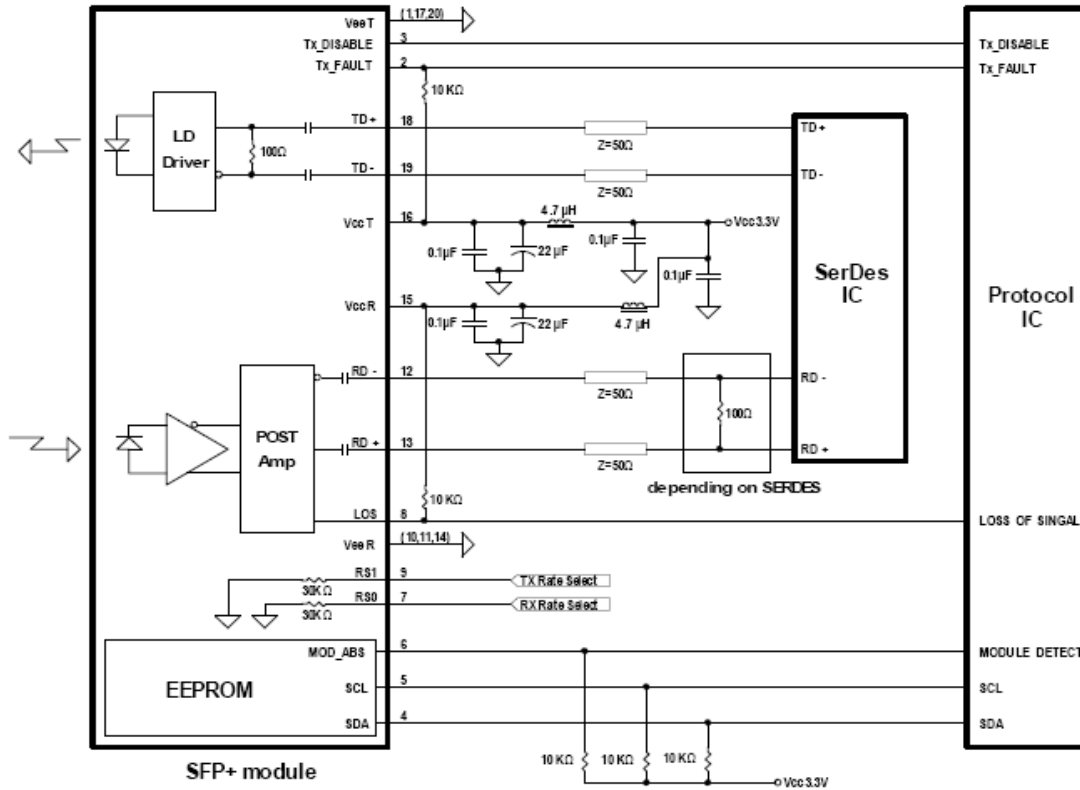 VeeT (1,17,20)
Tx_DISABLE 3 Tx_DISABLE
Tx_FAULT 2 Tx_FAULT
10 KΩ
LD
Driver
100Ω
TD+ 18 Z=50Ω TD+
TD- 19 Z=50Ω TD-
VccT 16 4.7 µH Vcc3.3V
0.1µF 22 µF 0.1µF 0.1µF
SerDes
IC
Protocol
IC
VccR 15 4.7 µH
0.1µF 22 µF
RD - 12 Z=50Ω RD -
POST
Amp
100Ω
RD + 13 Z=50Ω RD+
depending on SERDES
10 KΩ
LOS 8 LOSS OF SINGAL
VeeR (10,11,14)
RS1 9 TX Rate Select
30KΩ
RS0 7 RX Rate Select
30KΩ
EEPROM
MOD_ABS 6 MODULE DETECT
SCL 5 SCL
SDA 4 SDA
10 KΩ 10 KΩ 10 KΩ
Vcc3.3V
SFP+ module